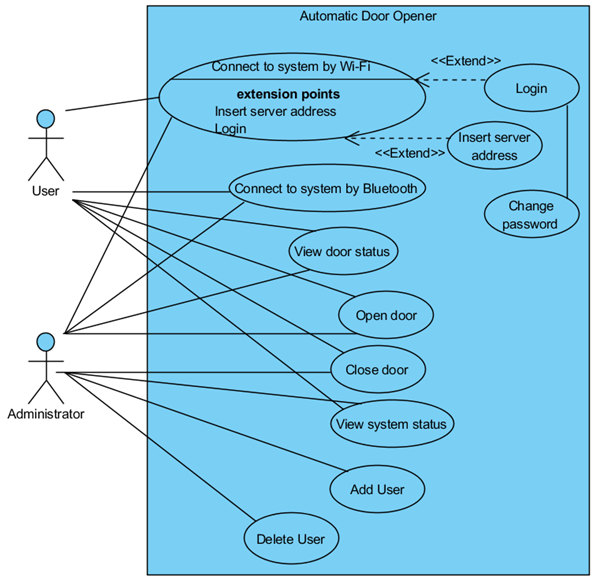 Automatic Door Opener
Connect to system by Wi-Fi
<<Extend>>
Login
extension points
Insert server address
Login
<<Extend>>
Insert server
address
User
Connect to system by Bluetooth
Change
password
View door status
Open door
Close door
Administrator
View system status
Add User
Delete User